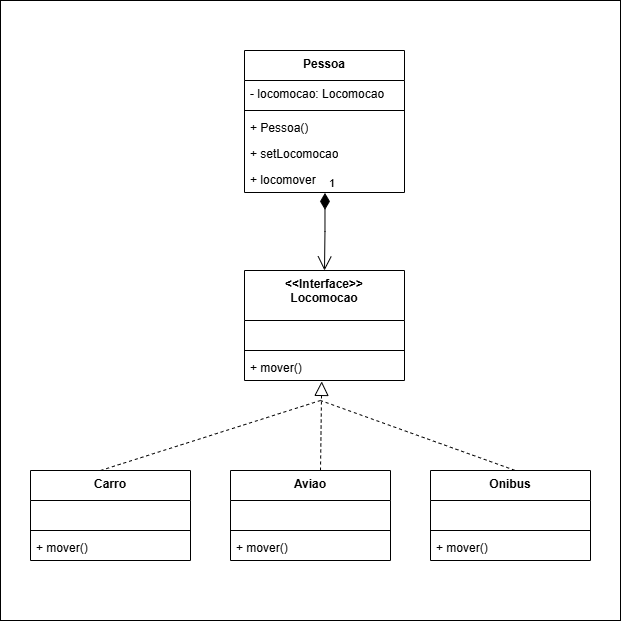 Pessoa
- locomocao: Locomocao
+ Pessoa()
+ setLocomocao
+ locomover
1
<<Interface>>
Locomocao
+ mover()
Carro
+ mover()
Aviao
+ mover()
Onibus
+ mover()